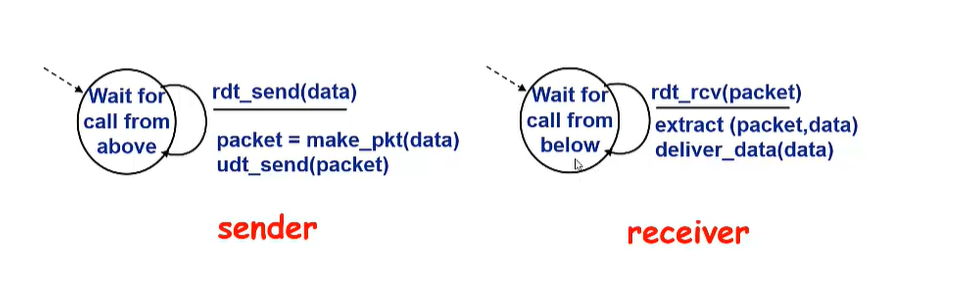 Wait for
call from
above
rdt_send(data)
packet = make_pkt(data)
udt_send(packet)
sender
Wait for
call from
below
rdt_rcv(packet)
extract (packet,data)
deliver_data(data)
receiver